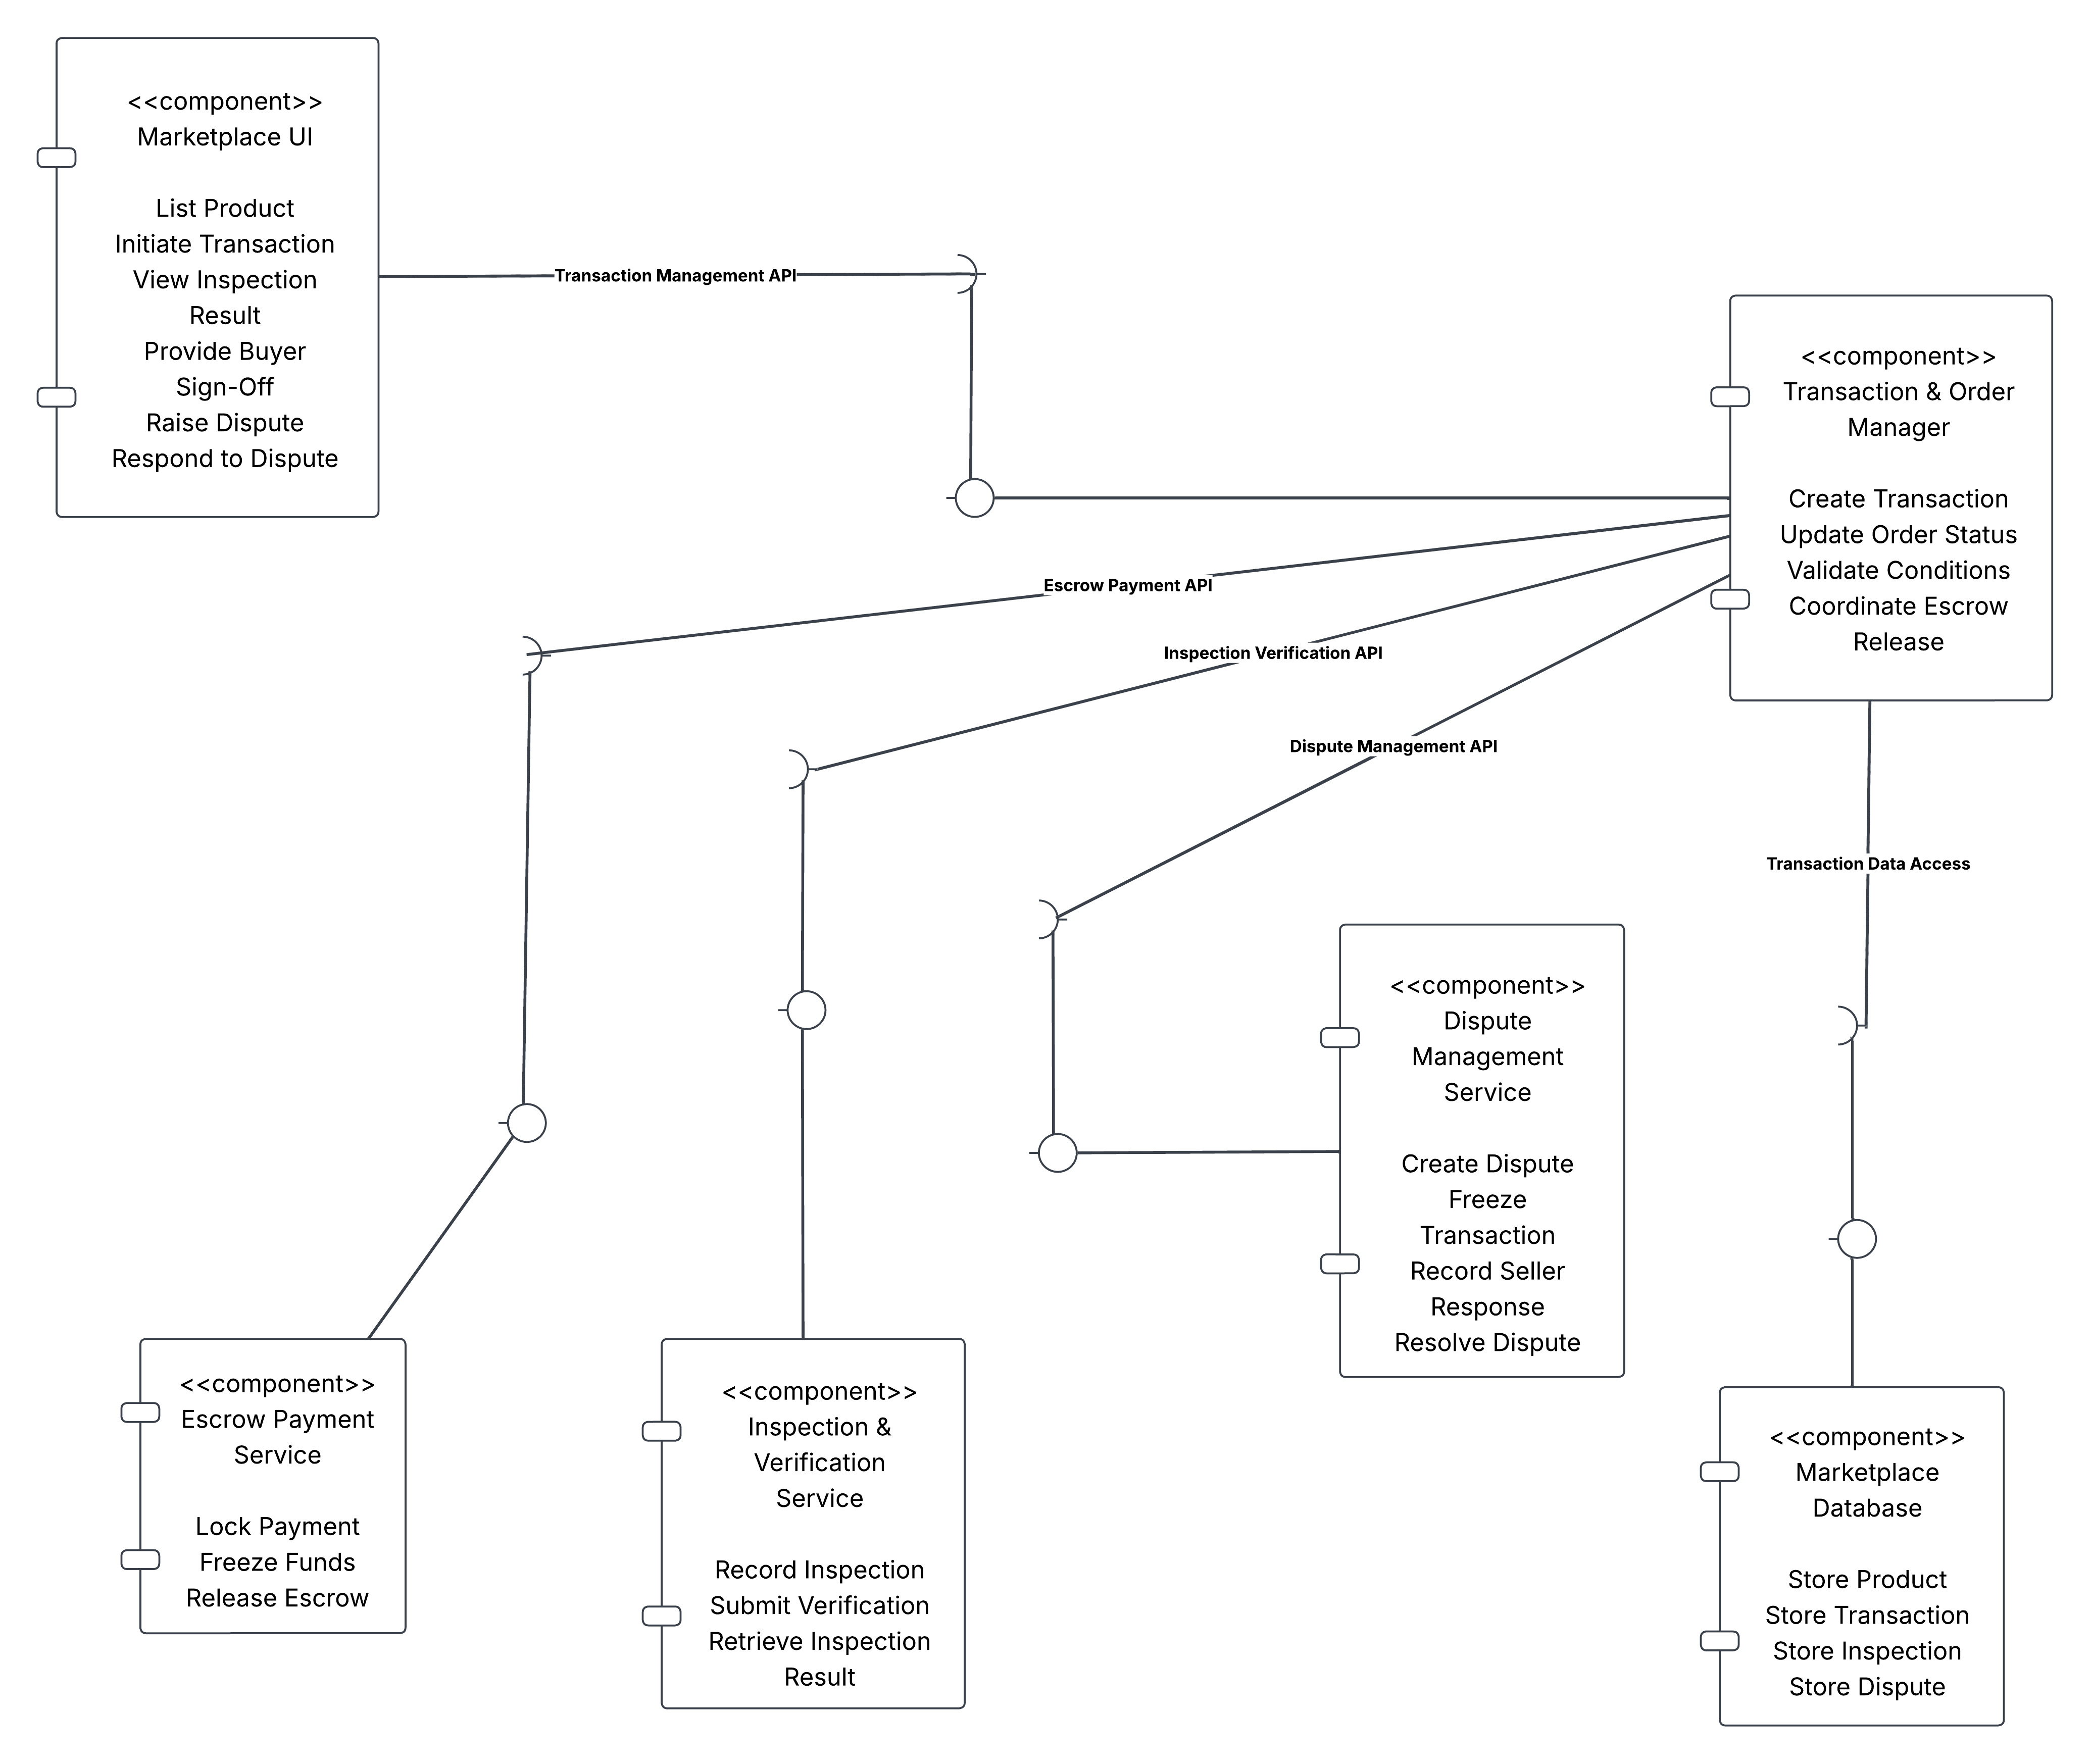 <<component>>
Marketplace UI
List Product
Initiate Transaction
View Inspection
Result
Provide Buyer
Sign-Off
Raise Dispute
Respond to Dispute
Transaction Management API
<<component>>
Transaction & Order
Manager
Create Transaction
Update Order Status
Validate Conditions
Coordinate Escrow
Release
Escrow Payment API
Inspection Verification API
Dispute Management API
Transaction Data Access
<<component>>
Dispute
Management
Service
Create Dispute
Freeze
Transaction
Record Seller
Response
Resolve Dispute
<<component>>
Escrow Payment
Service
Lock Payment
Freeze Funds
Release Escrow
<<component>>
Inspection &
Verification
Service
Record Inspection
Submit Verification
Retrieve Inspection
Result
<<component>>
Marketplace
Database
Store Product
Store Transaction
Store Inspection
Store Dispute